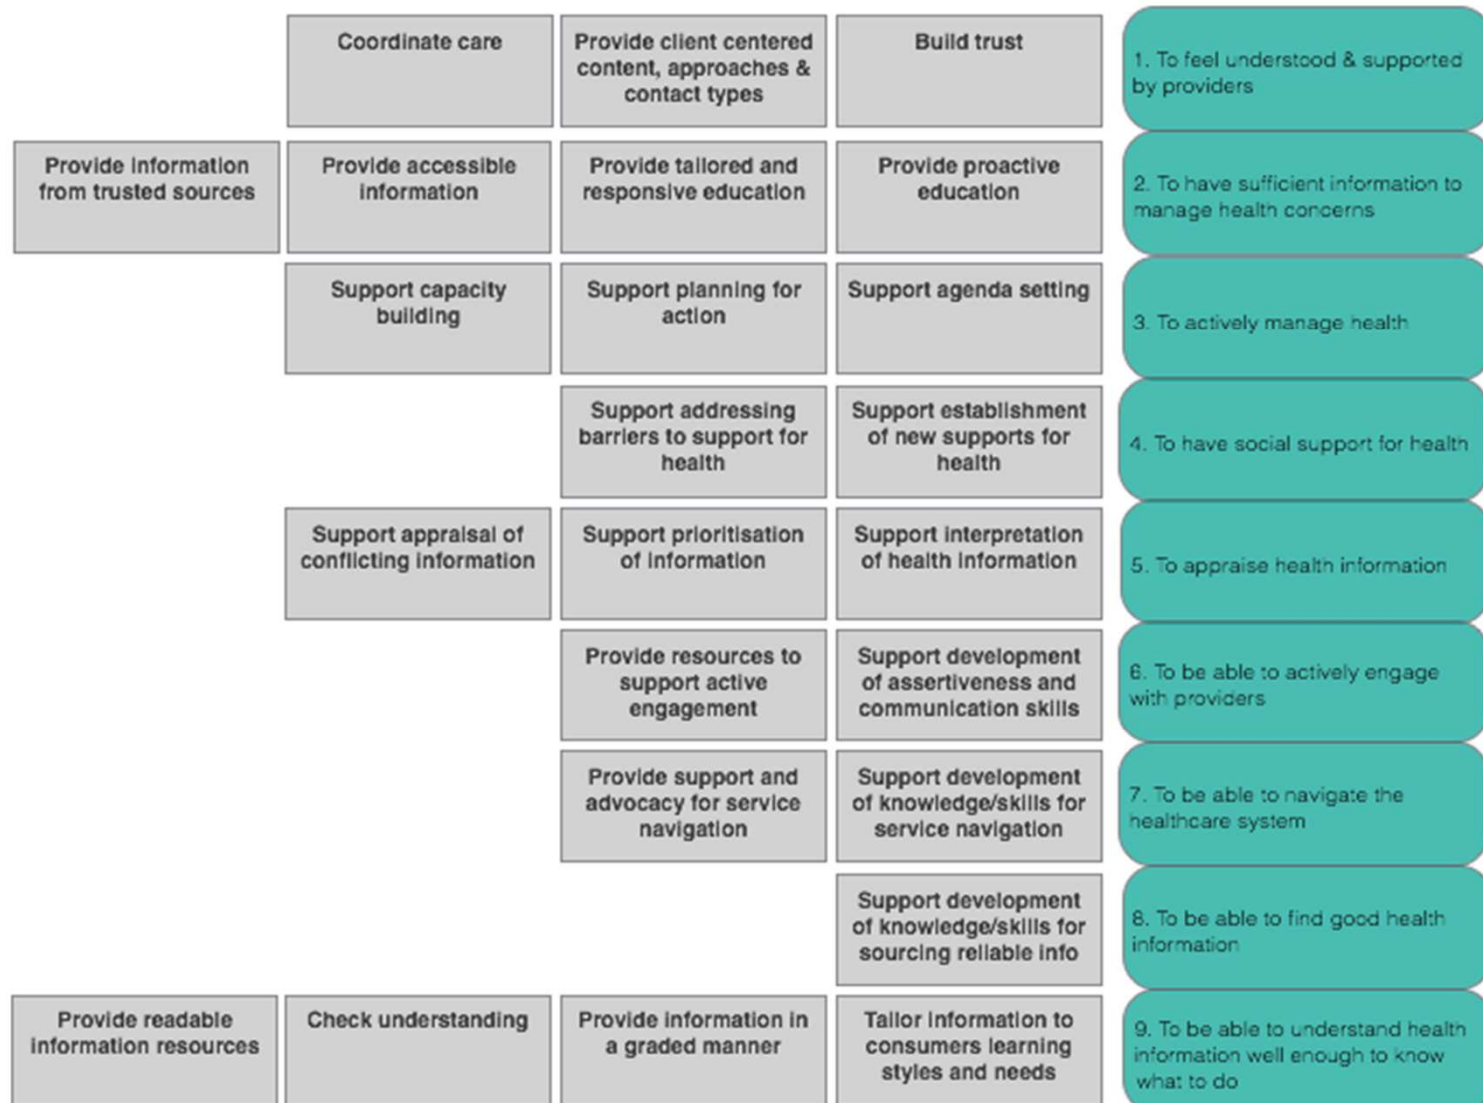 Coordinate care
Provide client centered
content, approaches &
contact types
Build trust
1. To feel understood & supported
by providers
Provide information
from trusted sources
Provide accessible
information
Provide tailored and
responsive education
Provide proactive
education
2. To have sufficient information to
manage health concerns
Support capacity
building
Support planning for
action
Support agenda setting
3. To actively manage health
Support addressing
barriers to support for
health
Support establishment
of new supports for
health
4. To have social support for health
Support appraisal of
conflicting information
Support prioritisation
of information
Support interpretation
of health information
5. To appraise health information
Provide resources to
support active
engagement
Support development
of assertiveness and
communication skills
6. To be able to actively engage
with providers
Provide support and
advocacy for service
navigation
Support development
of knowledge/skills for
service navigation
7. To be able to navigate the
healthcare system
Support development
of knowledge/skills for
sourcing reliable info
8. To be able to find good health
information
Provide readable
information resources
Check understanding
Provide information in
a graded manner
Tailor information to
consumers learning
styles and needs
9. To be able to understand health
information well enough to know
what to do